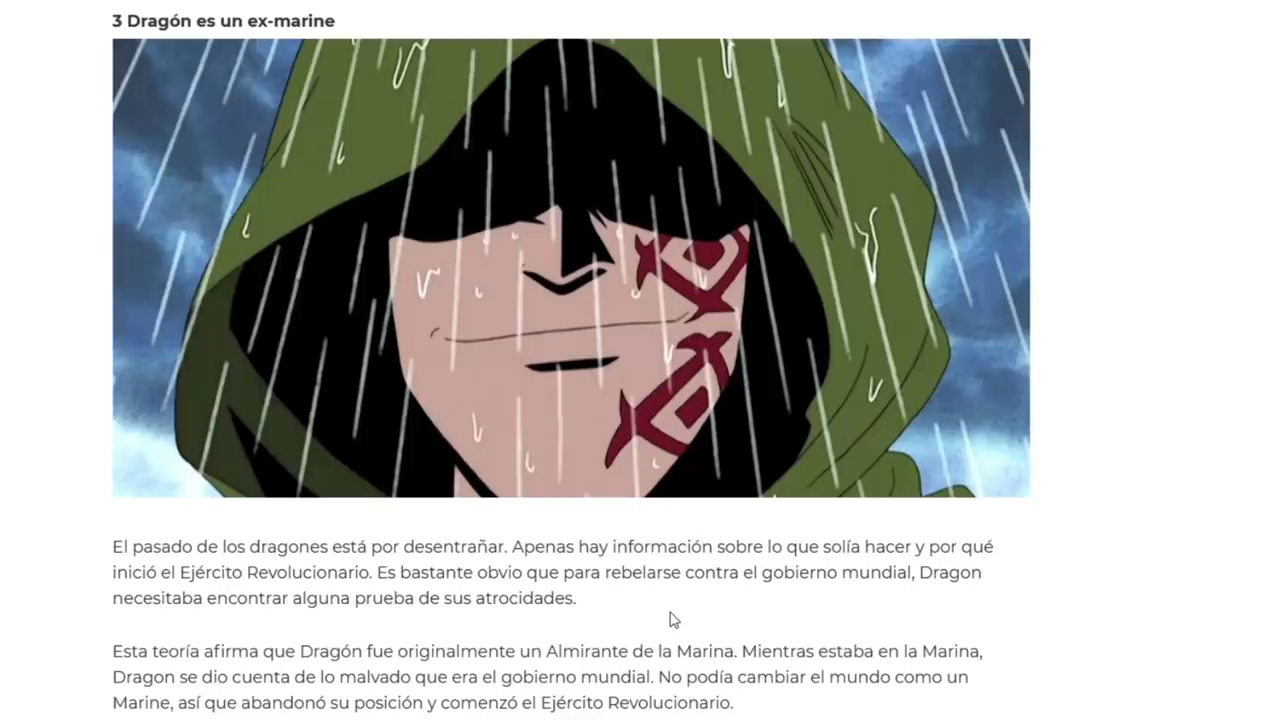 3 Dragón es un ex-marine
El pasado de los dragones está por desentrañar. Apenas hay información sobre lo que solía hacer y por qué
inició el Ejército Revolucionario. Es bastante obvio que para rebelarse contra el gobierno mundial, Dragon
necesitaba encontrar alguna prueba de sus atrocidades.
Esta teoría afirma que Dragón fue originalmente un Almirante de la Marina. Mientras estaba en la Marina,
Dragon se dio cuenta de lo malvado que era el gobierno mundial. No podía cambiar el mundo como un
Marine, así que abandonó su posición y comenzó el Ejército Revolucionario.